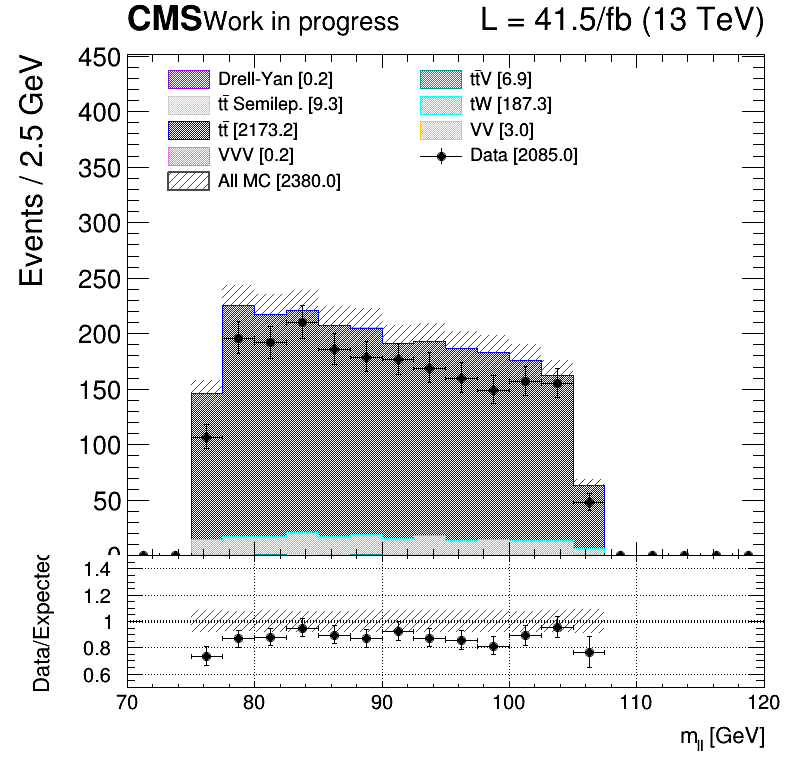 CMS Work in progress L = 41.5/fb (13 TeV)
Events / 2.5 GeV
450
400
350
300
250
200
150
100
50
0
Drell-Yan [0.2]
tt̄ Semilep. [9.3]
tt̄ [2173.2]
VVV [0.2]
All MC [2380.0]
tt̄V [6.9]
tW [187.3]
VV [3.0]
Data [2085.0]
Data/Expected
1.4
1.2
1
0.8
0.6
70 80 90 100 110 120
m_ll [GeV]